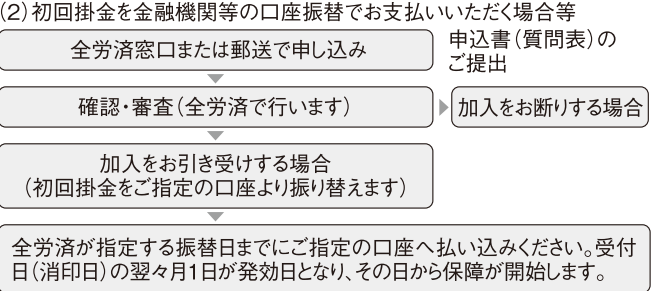 (2)初回掛金を金融機関等の口座振替でお支払いいただく場合等
全労済窓口または郵送で申し込み
申込書(質問表)の
ご提出
確認・審査(全労済で行います)
加入をお断りする場合
加入をお引き受けする場合
(初回掛金をご指定の口座より振り替えます)
全労済が指定する振替日までにご指定の口座へ払い込みください。受付
日(消印日)の翌々月1日が発効日となり、その日から保障が開始します。